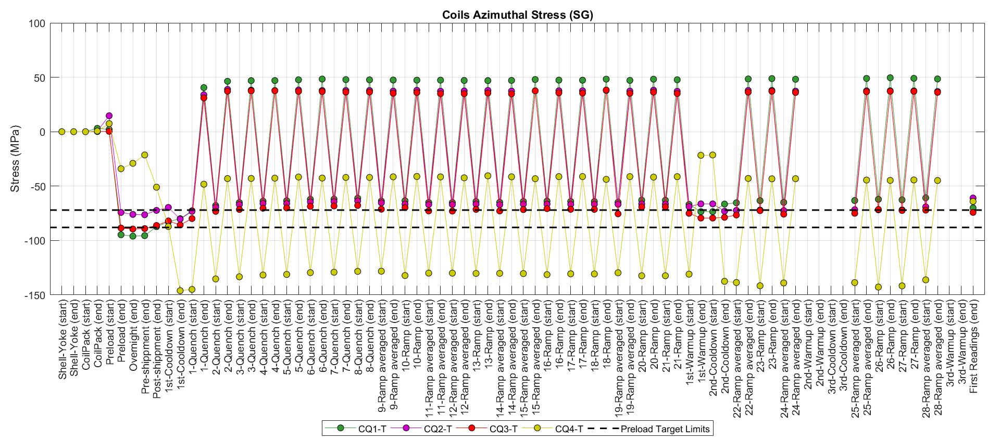 Coils Azimuthal Stress (SG)
Stress (MPa)
100
50
0
-50
-100
-150
Shell-Yoke (start)
Shell-Yoke (end)
CoilPack (start)
CoilPack (end)
Preload (start)
Preload (end)
Overnight (end)
Pre-shippment (end)
Post-shippment (end)
1st-Cooldown (start)
1st-Cooldown (end)
1-Quench (start)
1-Quench (end)
2-Quench (start)
2-Quench (end)
3-Quench (start)
3-Quench (end)
4-Quench (start)
4-Quench (end)
5-Quench (start)
5-Quench (end)
6-Quench (start)
6-Quench (end)
7-Quench (start)
7-Quench (end)
8-Quench (start)
8-Quench (end)
9-Ramp averaged (start)
9-Ramp averaged (end)
10-Ramp (start)
10-Ramp (end)
11-Ramp averaged (start)
11-Ramp averaged (end)
12-Ramp averaged (start)
12-Ramp averaged (end)
13-Ramp (start)
13-Ramp (end)
14-Ramp averaged (start)
14-Ramp averaged (end)
15-Ramp averaged (start)
15-Ramp averaged (end)
16-Ramp (start)
16-Ramp (end)
17-Ramp (start)
17-Ramp (end)
18-Ramp (start)
18-Ramp (end)
19-Ramp averaged (start)
19-Ramp averaged (end)
20-Ramp (start)
20-Ramp (end)
21-Ramp (start)
21-Ramp (end)
1st-Warmup (start)
1st-Warmup (end)
2nd-Cooldown (start)
2nd-Cooldown (end)
22-Ramp averaged (start)
22-Ramp averaged (end)
23-Ramp (start)
23-Ramp (end)
24-Ramp averaged (start)
24-Ramp averaged (end)
2nd-Warmup (start)
2nd-Warmup (end)
3rd-Cooldown (start)
3rd-Cooldown (end)
25-Ramp averaged (start)
25-Ramp averaged (end)
26-Ramp (start)
26-Ramp (end)
27-Ramp (start)
27-Ramp (end)
28-Ramp averaged (start)
28-Ramp averaged (end)
3rd-Warmup (start)
3rd-Warmup (end)
First Readings (end)
CQ1-T CQ2-T CQ3-T CQ4-T Preload Target Limits